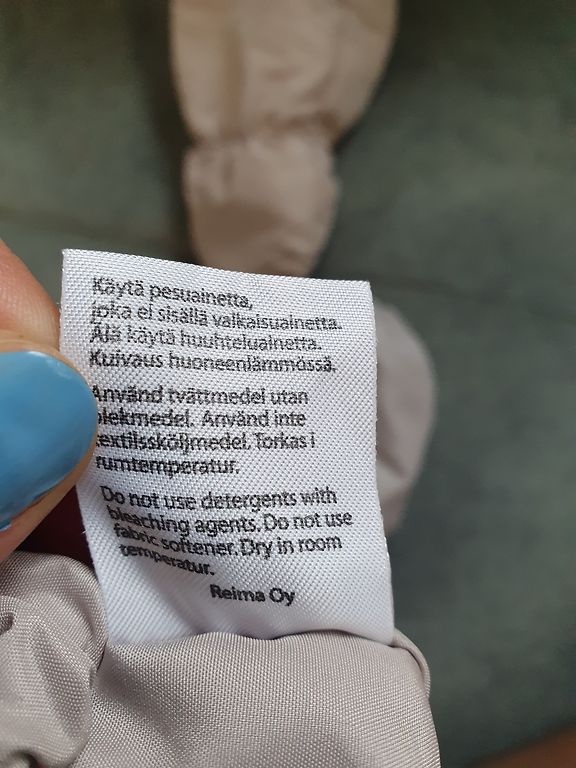 Käytä pesuainetta,
joka ei sisällä valkaisuainetta.
Älä käytä huuhteluainetta.
Kuivaus huoneenlämmössä.
Använd tvättmedel utan
blekmedel. Använd inte
textilssköljmedel. Torkas i
rumtemperatur.
Do not use detergents with
bleaching agents. Do not use
fabric softener. Dry in room
temperatur.
Reima Oy